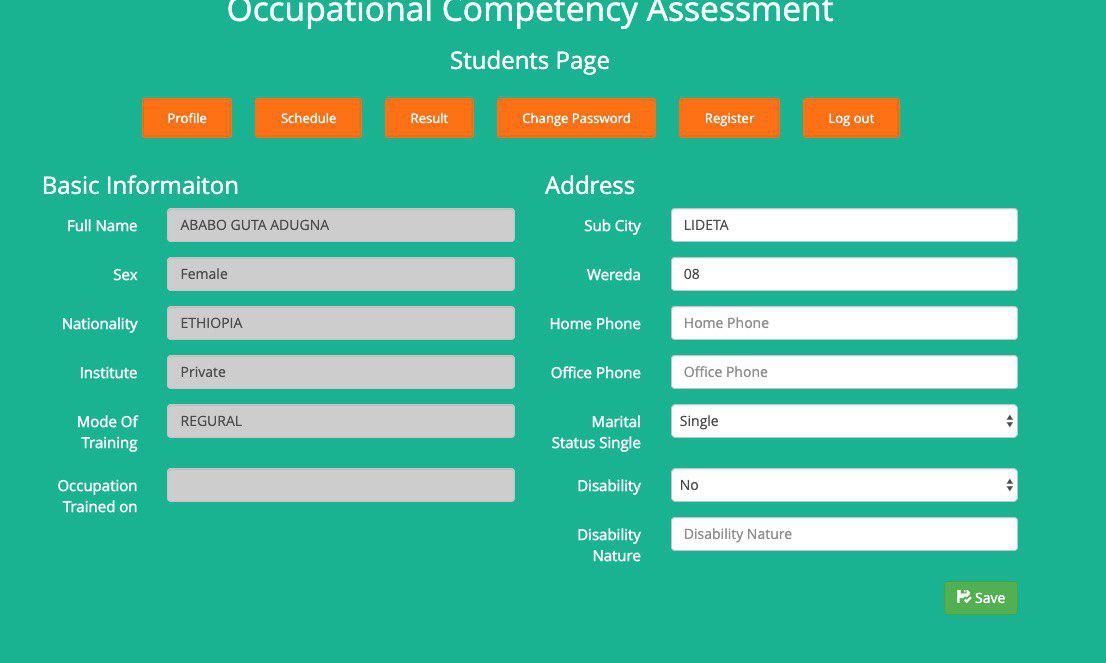 Occupational Competency Assessment
Students Page
Profile
Schedule
Result
Change Password
Register
Log out
Basic Informaiton
Full Name
ABABO GUTA ADUGNA
Sex
Female
Nationality
ETHIOPIA
Institute
Private
Mode Of
Training
REGURAL
Occupation
Trained on
Address
Sub City
LIDETA
Wereda
08
Home Phone
Home Phone
Office Phone
Office Phone
Marital
Status Single
Single
Disability
No
Disability
Nature
Disability Nature
Save